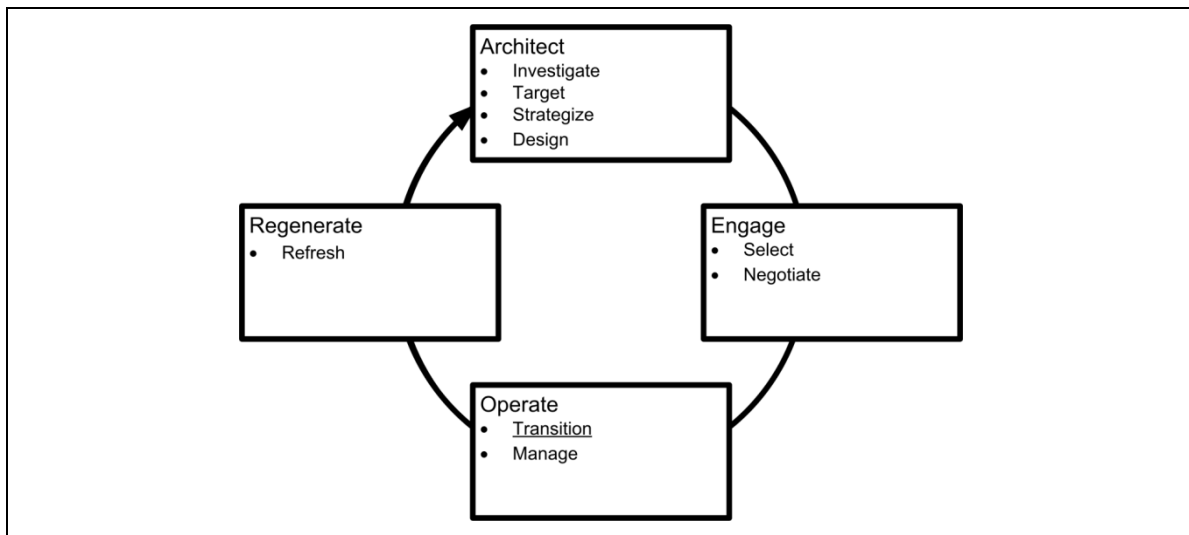 Architect
• Investigate
• Target
• Strategize
• Design
Regenerate
• Refresh
Engage
• Select
• Negotiate
Operate
• Transition
• Manage